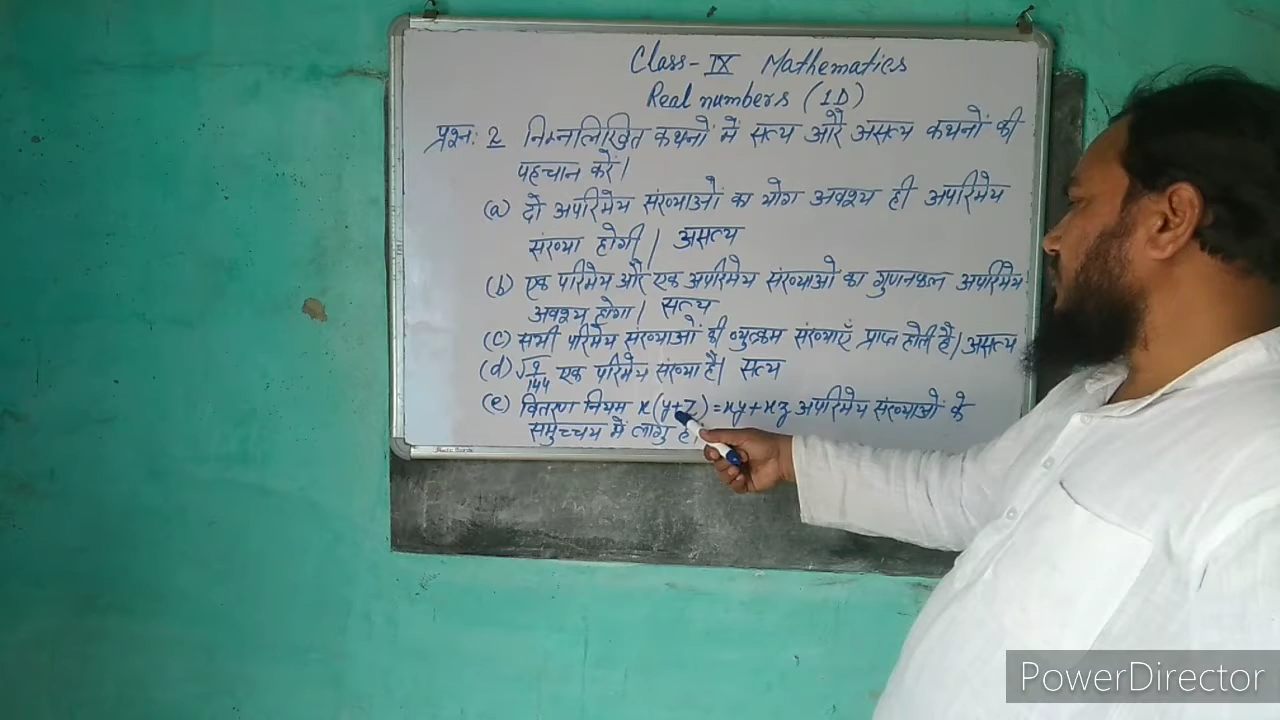 Class-IX Mathematics
Real numbers (1D)
प्रश्न: 2 निम्नलिखित कथनों में सत्य और असत्य कथनों की
पहचान करें।
(a) दो अपरिमेय संख्याओं का योग अवश्य ही अपरिमेय
संख्या होगी। असत्य
(b) एक परिमेय और एक अपरिमेय संख्याओ का गुणनफल अपरिमेय
अवश्य होगा। सत्य
(c) सभी परिमेय संख्याओं की व्युत्क्रम संख्याएँ प्राप्त होती है। असत्य
(d) √9/144 एक परिमेय संख्या है। सत्य
(e) वितरण नियम x(y+z)=xy+xz अपरिमेय संख्याओं के
समुच्चय में लागु है।
PowerDirector